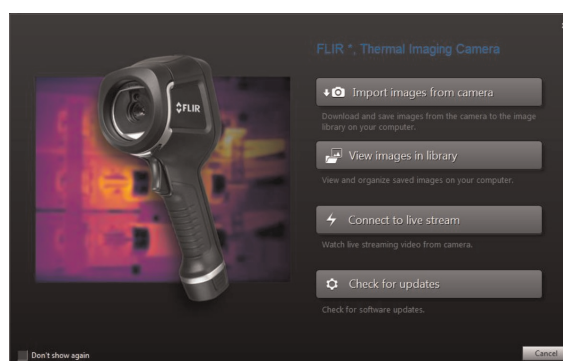 FLIR *, Thermal Imaging Camera
FLIR
Import images from camera
Download and save images from the camera to the image
library on your computer.
View images in library
View and organize saved images on your computer.
Connect to live stream
Watch live streaming video from camera.
Check for updates
Check for software updates.
Don't show again
Cancel